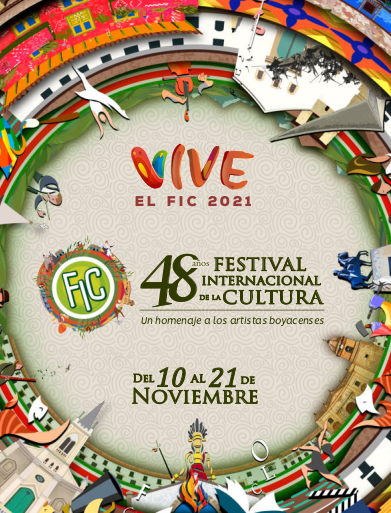 VIVE
EL FIC 2021
FIC
48 años FESTIVAL
INTERNACIONAL
DE LA CULTURA
Un homenaje a los artistas boyacenses
DEL 10 AL 21 DE
NOVIEMBRE